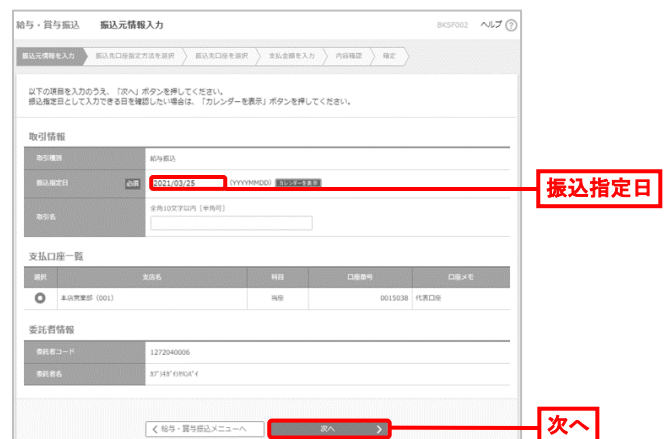 給与・賞与振込 振込元情報入力 BKSF002 ヘルプ ?
振込元情報を入力 振込先口座指定方法を選択 振込先口座を選択 支払金額を入力 内容確認 確定
以下の項目を入力のうえ、「次へ」ボタンを押してください。
振込指定日として入力できる日を確認したい場合は、「カレンダーを表示」ボタンを押してください。
取引情報
取引種別 給与振込
振込指定日 必須 2021/03/25 (YYYYMMDD) カレンダーを表示
振込指定日
取引名 全角10文字以内 [半角可]
支払口座一覧
選択 支店名 科目 口座番号 口座メモ
本店営業部 (001) 当座 0015038 代表口座
委託者情報
委託者コード 1272040006
委託者名
給与・賞与振込メニューへ 次へ
次へ